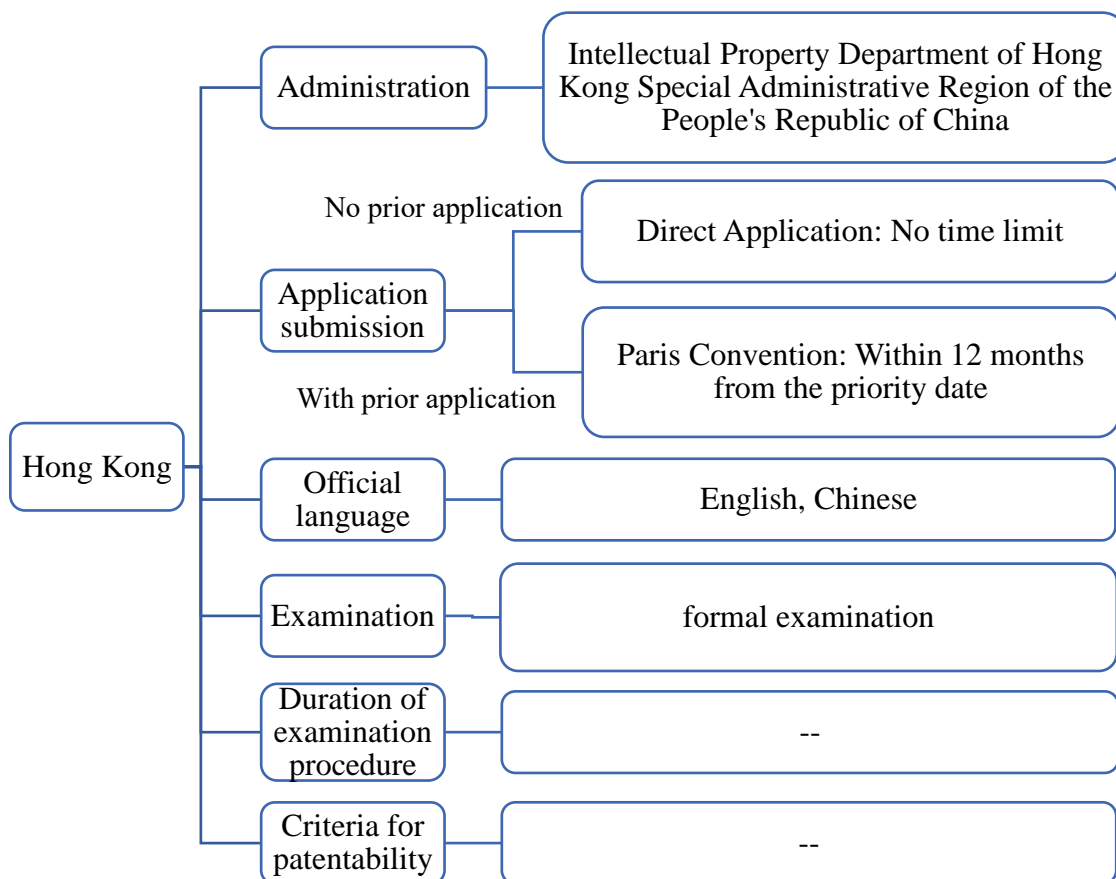 Administration
Intellectual Property Department of Hong
Kong Special Administrative Region of the
People's Republic of China
No prior application
Direct Application: No time limit
Application
submission
Paris Convention: Within 12 months
from the priority date
With prior application
Hong Kong
Official
language
English, Chinese
Examination
formal examination
Duration of
examination
procedure
--
Criteria for
patentability
--